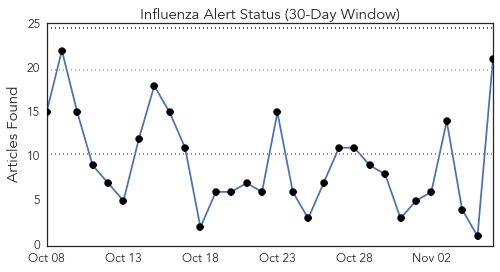 Influenza Alert Status (30-Day Window)
25
20
15
10
5
0
Articles Found
Oct 08 Oct 13 Oct 18 Oct 23 Oct 28 Nov 02